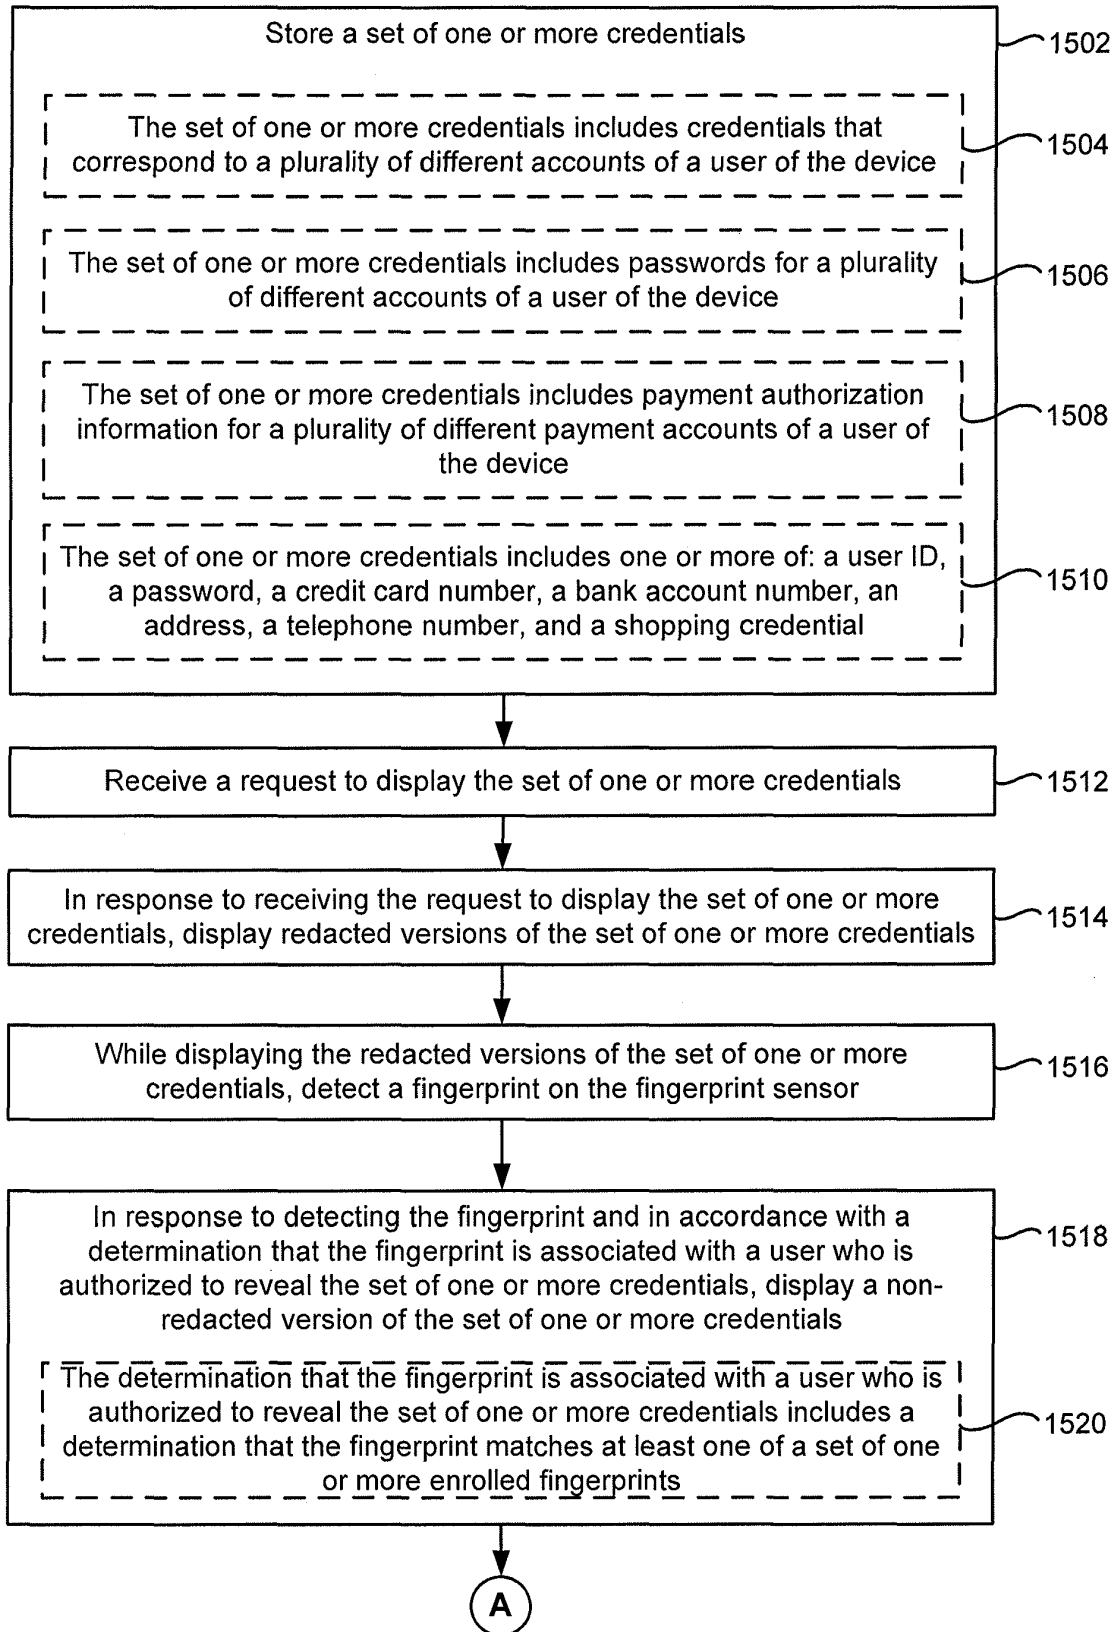 Store a set of one or more credentials
1502
The set of one or more credentials includes credentials that
correspond to a plurality of different accounts of a user of the device
1504
The set of one or more credentials includes passwords for a plurality
of different accounts of a user of the device
1506
The set of one or more credentials includes payment authorization
information for a plurality of different payment accounts of a user of
the device
1508
The set of one or more credentials includes one or more of: a user ID,
a password, a credit card number, a bank account number, an
address, a telephone number, and a shopping credential
1510
Receive a request to display the set of one or more credentials
1512
In response to receiving the request to display the set of one or more
credentials, display redacted versions of the set of one or more credentials
1514
While displaying the redacted versions of the set of one or more
credentials, detect a fingerprint on the fingerprint sensor
1516
In response to detecting the fingerprint and in accordance with a
determination that the fingerprint is associated with a user who is
authorized to reveal the set of one or more credentials, display a non-
redacted version of the set of one or more credentials
1518
The determination that the fingerprint is associated with a user who is
authorized to reveal the set of one or more credentials includes a
determination that the fingerprint matches at least one of a set of one
or more enrolled fingerprints
1520
A